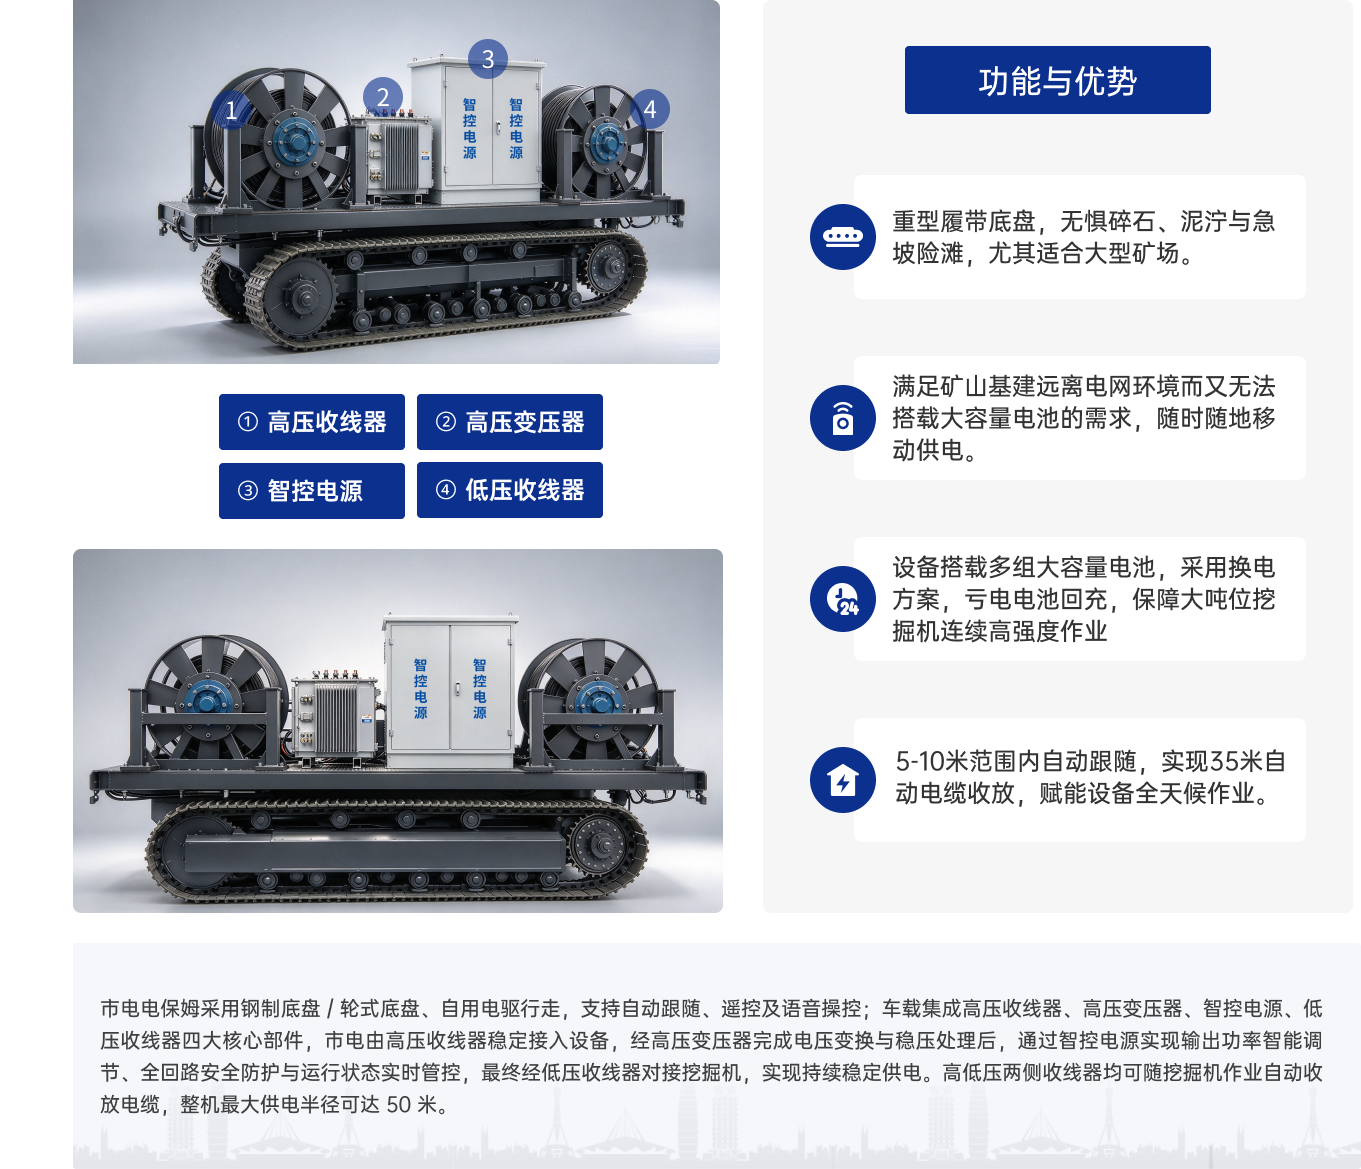 1
2
3
4
智控电源
智控电源
① 高压收线器
② 高压变压器
③ 智控电源
④ 低压收线器
智控电源
智控电源
功能与优势
重型履带底盘，无惧碎石、泥泞与急
坡险滩，尤其适合大型矿场。
满足矿山基建远离电网环境而又无法
搭载大容量电池的需求，随时随地移
动供电。
24
设备搭载多组大容量电池，采用换电
方案，亏电电池回充，保障大吨位挖
掘机连续高强度作业
5-10米范围内自动跟随，实现35米自
动电缆收放，赋能设备全天候作业。
市电电保姆采用钢制底盘 / 轮式底盘、自用电驱行走，支持自动跟随、遥控及语音操控；车载集成高压收线器、高压变压器、智控电源、低
压收线器四大核心部件，市电由高压收线器稳定接入设备，经高压变压器完成电压变换与稳压处理后，通过智控电源实现输出功率智能调
节、全回路安全防护与运行状态实时管控，最终经低压收线器对接挖掘机，实现持续稳定供电。高低压两侧收线器均可随挖掘机作业自动收
放电缆，整机最大供电半径可达 50 米。